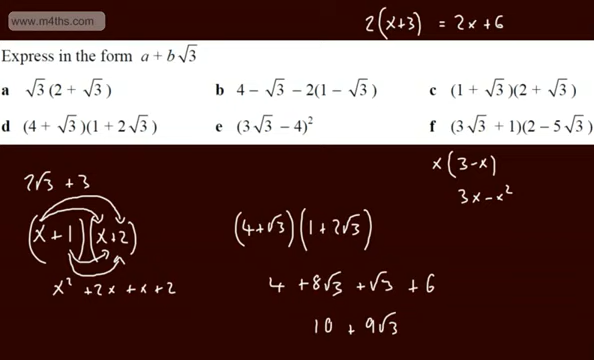 www.m4ths.com
2(x+3) = 2x+6
Express in the form a + b√3
a √3(2 + √3)
b 4 − √3 − 2(1 − √3)
c (1 + √3)(2 + √3)
d (4 + √3)(1 + 2√3)
e (3√3 − 4)²
f (3√3 + 1)(2 − 5√3)
2√3 + 3
(x+1)(x+2)
x² +2x +x +2
(4+√3)(1+2√3)
4 +8√3 +√3 +6
10 + 9√3
x(3-x)
3x-x²